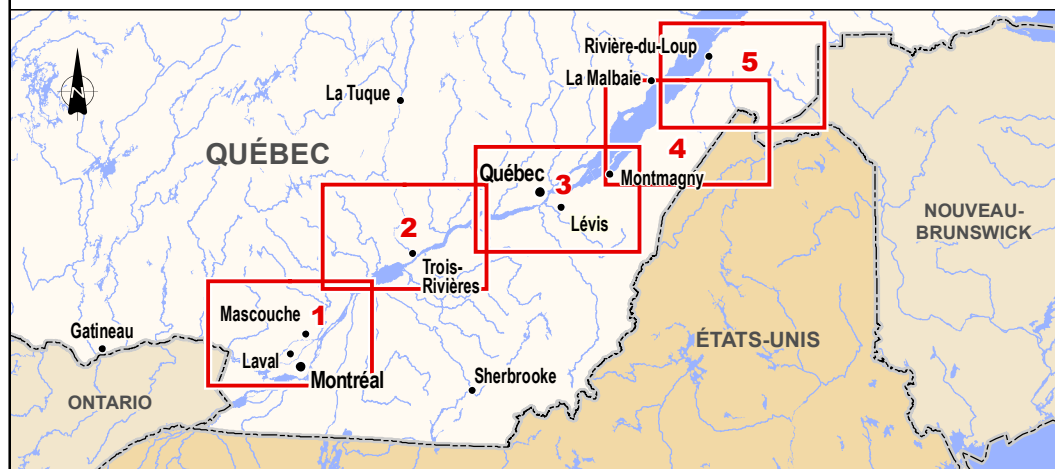 Rivière-du-Loup
5
La Malbaie
N
La Tuque
QUÉBEC
4
Québec
3
Montmagny
Lévis
NOUVEAU-
BRUNSWICK
2
Trois-
Rivières
Mascouche
1
Gatineau
Laval
Montréal
ÉTATS-UNIS
Sherbrooke
ONTARIO